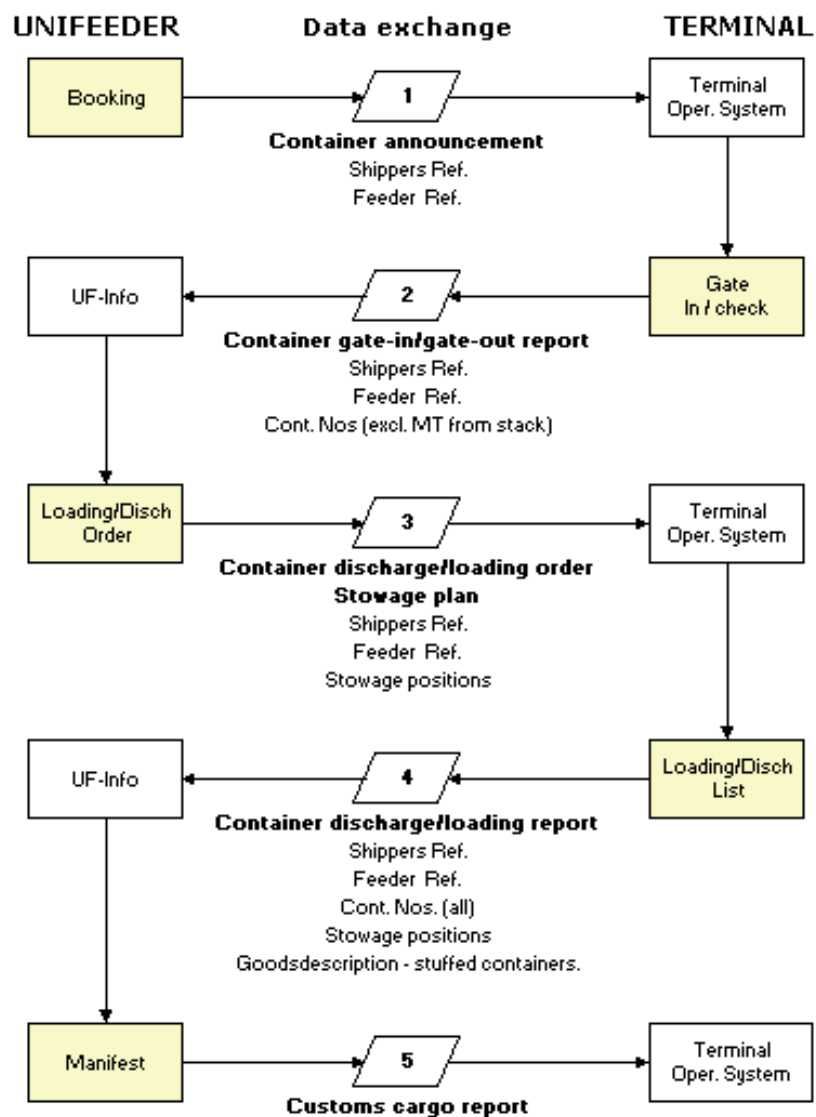 UNIFEEDER Data exchange TERMINAL
Booking
1
Terminal
Oper. System
Container announcement
Shippers Ref.
Feeder Ref.
UF-Info
2
Gate
In / check
Container gate-in/gate-out report
Shippers Ref.
Feeder Ref.
Cont. Nos (excl. MT from stack)
Loading/Disch
Order
3
Terminal
Oper. System
Container discharge/loading order
Stowage plan
Shippers Ref.
Feeder Ref.
Stowage positions
UF-Info
4
Loading/Disch
List
Container discharge/loading report
Shippers Ref.
Feeder Ref.
Cont. Nos. (all)
Stowage positions
Goodsdescription - stuffed containers.
Manifest
5
Terminal
Oper. System
Customs cargo report